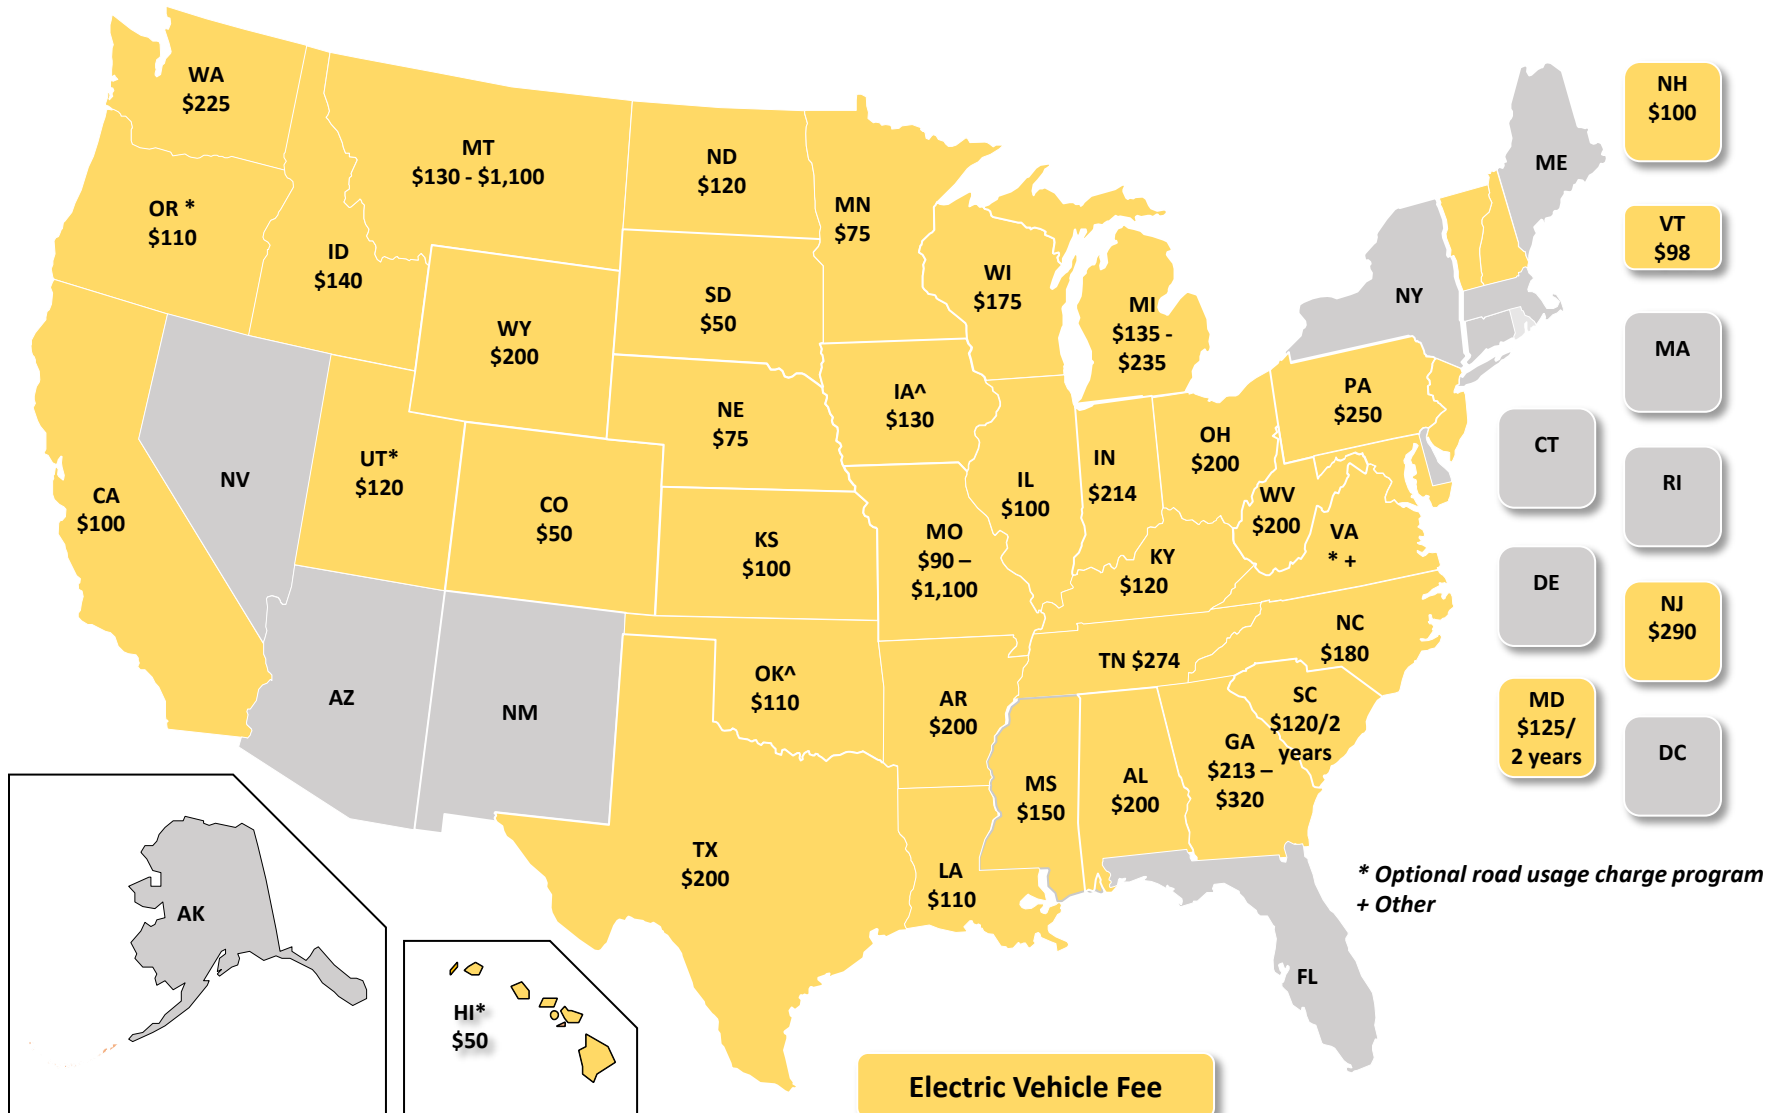 WA
$225
MT
$130 - $1,100
ND
$120
MN
$75
OR *
$110
ID
$140
WY
$200
SD
$50
WI
$175
MI
$135 -
$235
NY
ME
NH
$100
VT
$98
MA
CT
RI
DE
NJ
$290
MD
$125/
2 years
DC
NE
$75
IA^
$130
PA
$250
OH
$200
IN
$214
IL
$100
WV
$200
VA
* +
NV
UT*
$120
CA
$100
CO
$50
KS
$100
MO
$90 –
$1,100
KY
$120
NC
$180
TN $274
SC
$120/2
years
AZ
NM
OK^
$110
AR
$200
GA
$213 –
$320
MS
$150
AL
$200
TX
$200
LA
$110
FL
AK
HI*
$50
* Optional road usage charge program
+ Other
Electric Vehicle Fee